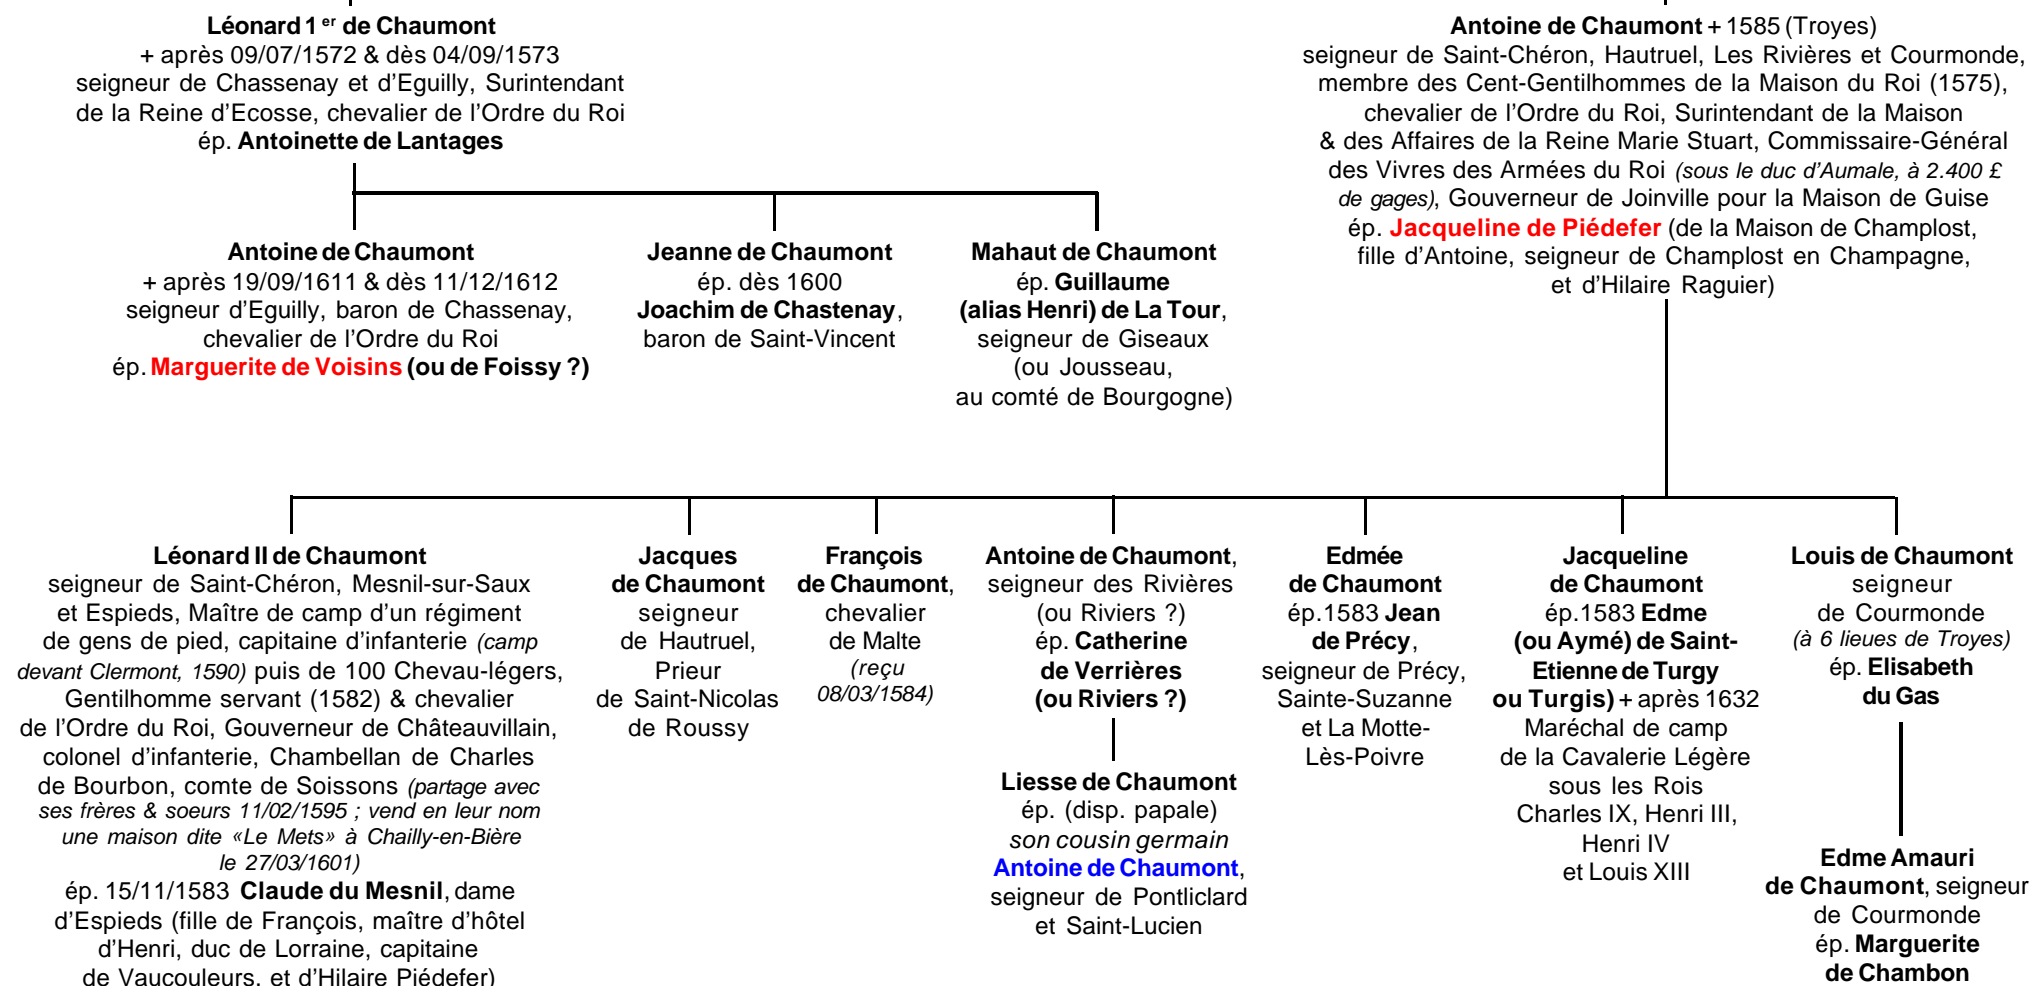 Léonard 1er de Chaumont
+ après 09/07/1572 & dès 04/09/1573
seigneur de Chassenay et d’Eguilly, Surintendant
de la Reine d’Ecosse, chevalier de l’Ordre du Roi
ép. Antoinette de Lantages
Antoine de Chaumont + 1585 (Troyes)
seigneur de Saint-Chéron, Hautruel, Les Rivières et Courmonde,
membre des Cent-Gentilhommes de la Maison du Roi (1575),
chevalier de l’Ordre du Roi, Surintendant de la Maison
& des Affaires de la Reine Marie Stuart, Commissaire-Général
des Vivres des Armées du Roi (sous le duc d’Aumale, à 2.400 £
de gages), Gouverneur de Joinville pour la Maison de Guise
ép. Jacqueline de Piédefer (de la Maison de Champlost,
fille d’Antoine, seigneur de Champlost en Champagne,
et d’Hilaire Raguier)
Antoine de Chaumont
+ après 19/09/1611 & dès 11/12/1612
seigneur d’Eguilly, baron de Chassenay,
chevalier de l’Ordre du Roi
ép. Marguerite de Voisins (ou de Foissy ?)
Jeanne de Chaumont
ép. dès 1600
Joachim de Chastenay,
baron de Saint-Vincent
Mahaut de Chaumont
ép. Guillaume
(alias Henri) de La Tour,
seigneur de Giseaux
(ou Jousseau,
au comté de Bourgogne)
Léonard II de Chaumont
seigneur de Saint-Chéron, Mesnil-sur-Saux
et Espieds, Maître de camp d’un régiment
de gens de pied, capitaine d’infanterie (camp
devant Clermont, 1590) puis de 100 Chevau-légers,
Gentilhomme servant (1582) & chevalier
de l’Ordre du Roi, Gouverneur de Châteauvillain,
colonel d’infanterie, Chambellan de Charles
de Bourbon, comte de Soissons (partage avec
ses frères & soeurs 11/02/1595 ; vend en leur nom
une maison dite «Le Mets» à Chailly-en-Bière
le 27/03/1601)
ép. 15/11/1583 Claude du Mesnil, dame
d’Espieds (fille de François, maître d’hôtel
d’Henri, duc de Lorraine, capitaine
de Vaucouleurs, et d’Hilaire Piédefer)
Jacques
de Chaumont
seigneur
de Hautruel,
Prieur
de Saint-Nicolas
de Roussy
François
de Chaumont,
chevalier
de Malte
(reçu
08/03/1584)
Antoine de Chaumont,
seigneur des Rivières
(ou Riviers ?)
ép. Catherine
de Verrières
(ou Riviers ?)
Liesse de Chaumont
ép. (disp. papale)
son cousin germain
Antoine de Chaumont,
seigneur de Pontliclard
et Saint-Lucien
Edmée
de Chaumont
ép.1583 Jean
de Précy,
seigneur de Précy,
Sainte-Suzanne
et La Motte-
Lès-Poivre
Jacqueline
de Chaumont
ép.1583 Edme
(ou Aymé) de Saint-
Etienne de Turgy
ou Turgis) + après 1632
Maréchal de camp
de la Cavalerie Légère
sous les Rois
Charles IX, Henri III,
Henri IV
et Louis XIII
Louis de Chaumont
seigneur
de Courmonde
(à 6 lieues de Troyes)
ép. Elisabeth
du Gas
Edme Amauri
de Chaumont, seigneur
de Courmonde
ép. Marguerite
de Chambon